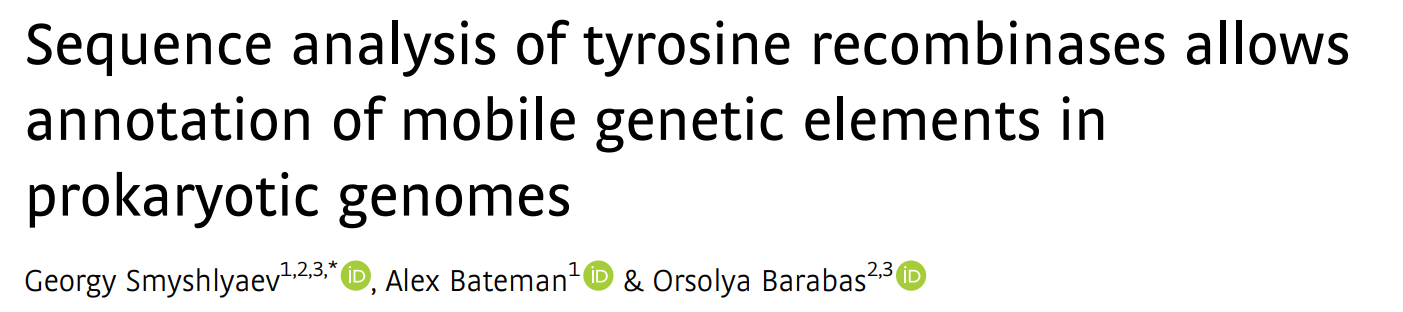 Sequence analysis of tyrosine recombinases allows
annotation of mobile genetic elements in
prokaryotic genomes
Georgy Smyshlyaev1,2,3,* iD, Alex Bateman1 iD & Orsolya Barabas2,3 iD